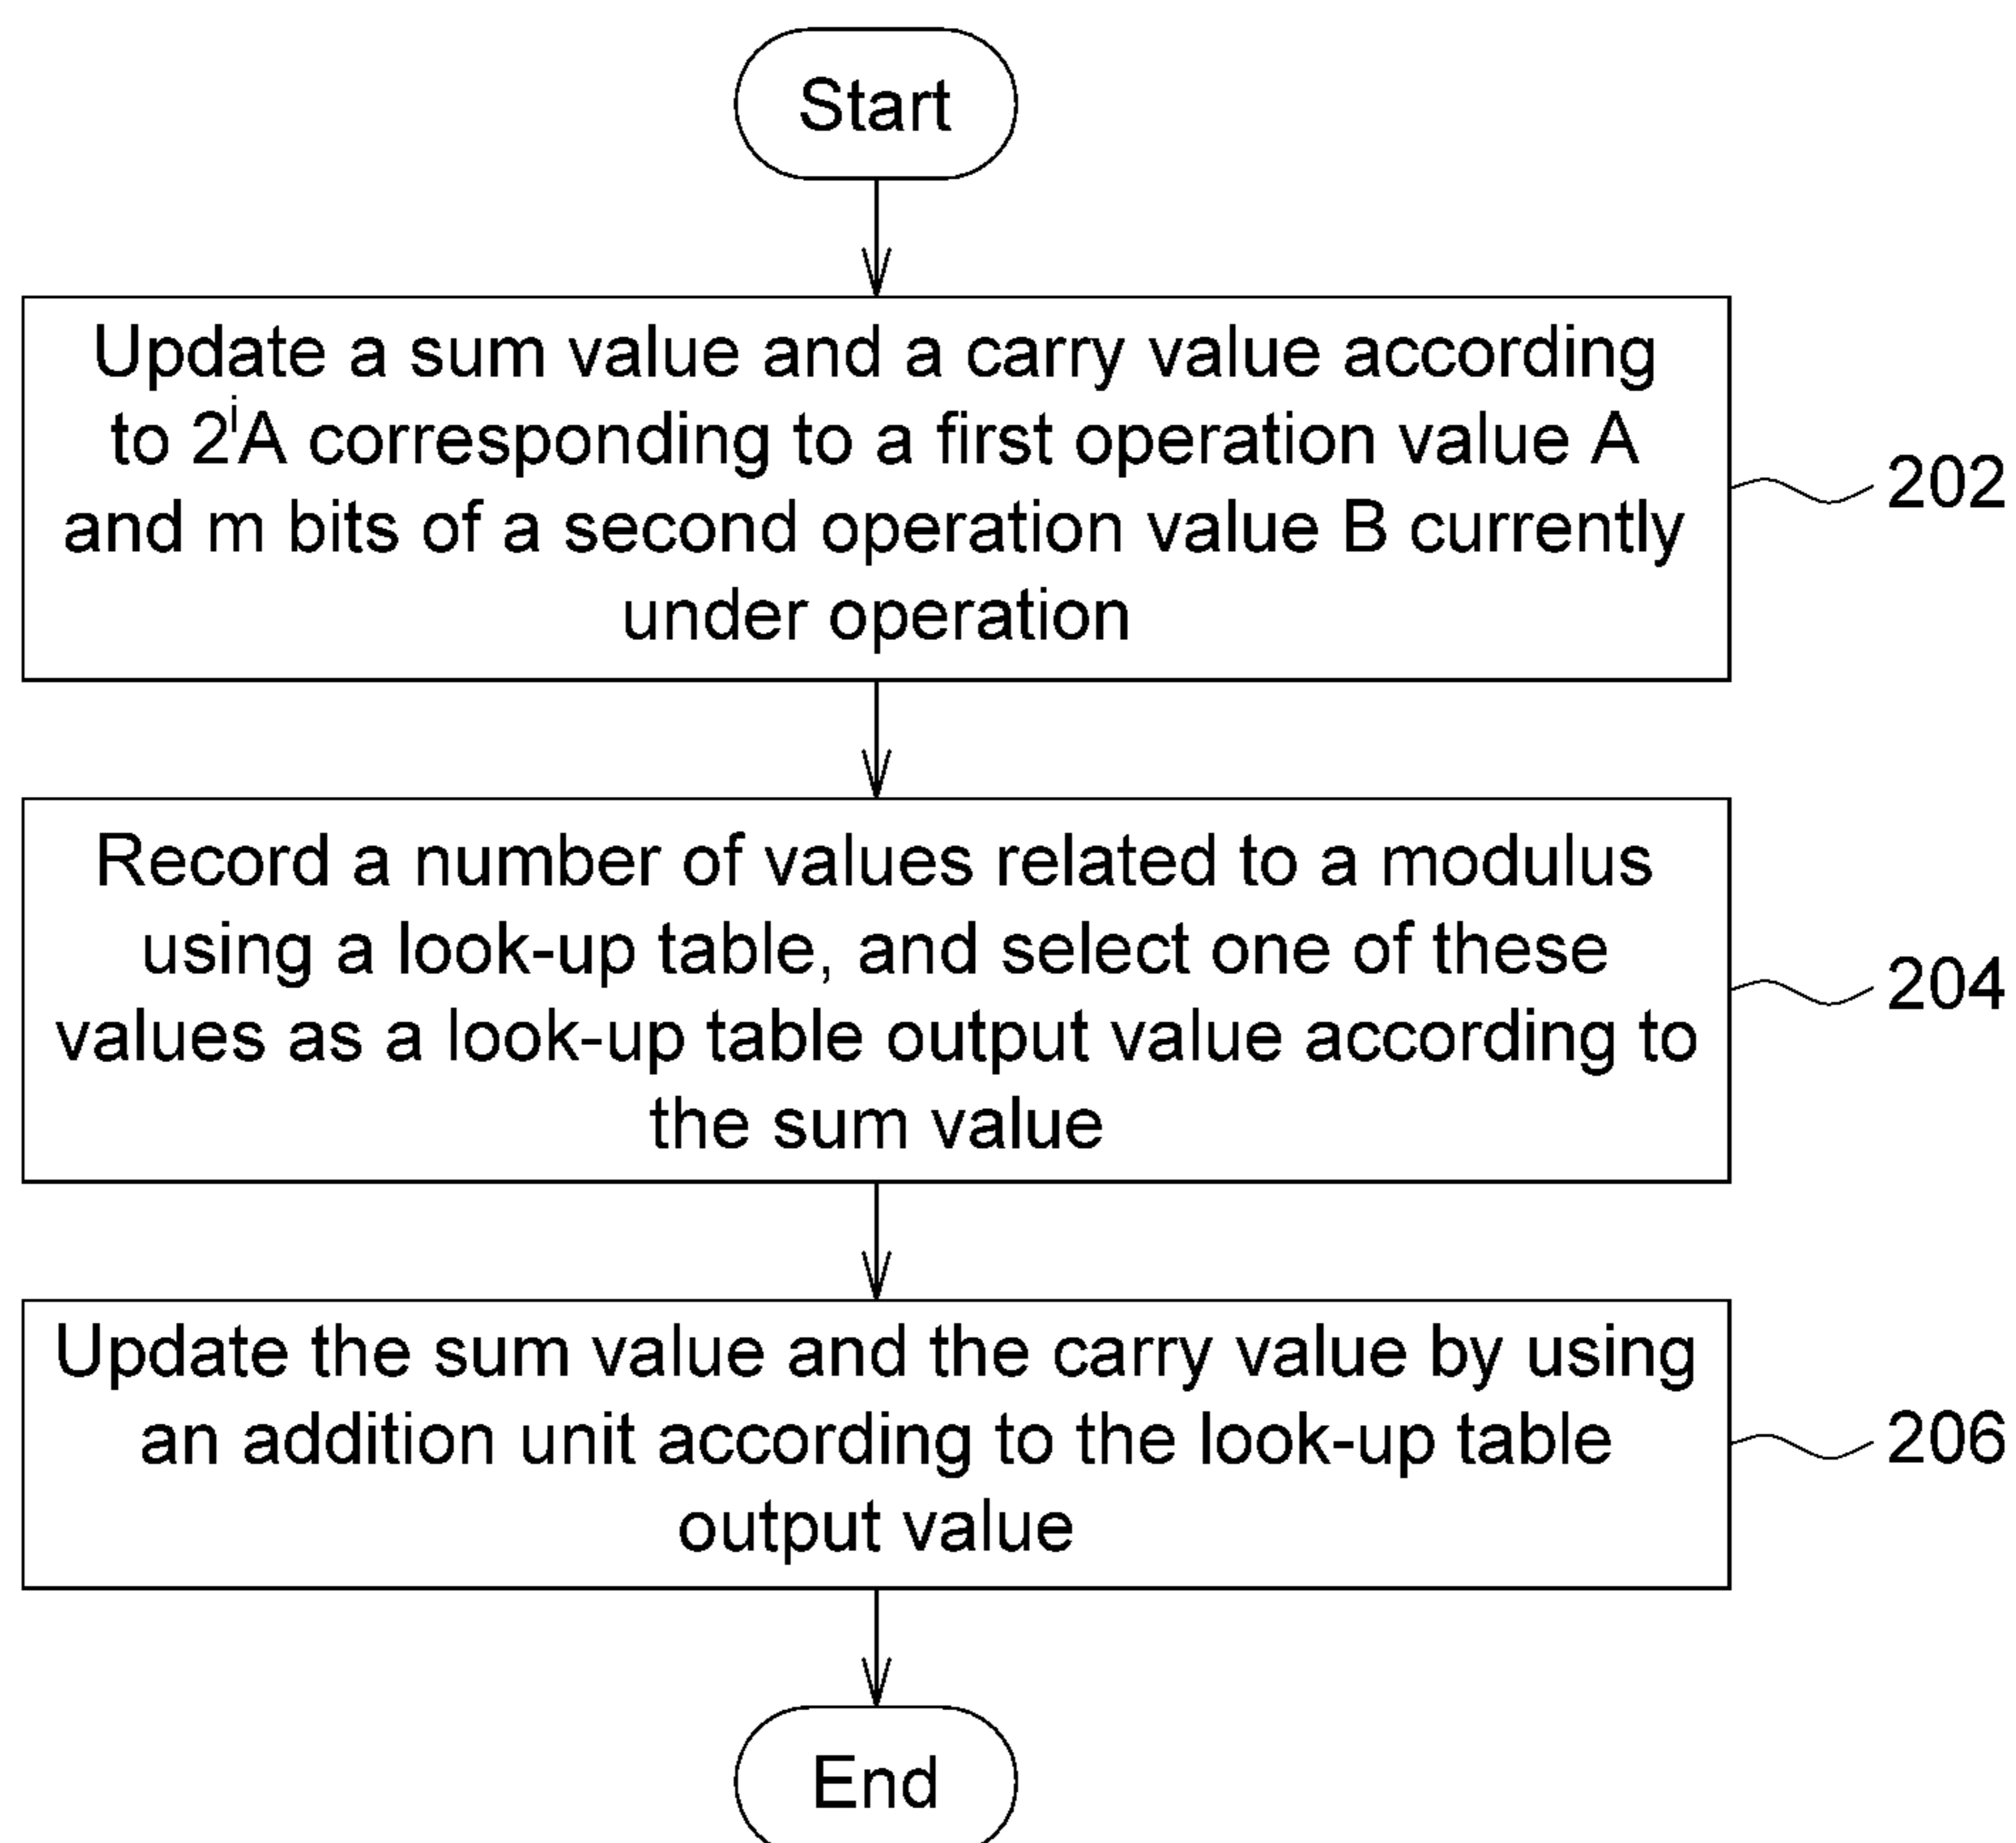 Start
Update a sum value and a carry value according
to 2ⁱA corresponding to a first operation value A
and m bits of a second operation value B currently
under operation
202
Record a number of values related to a modulus
using a look-up table, and select one of these
values as a look-up table output value according to
the sum value
204
Update the sum value and the carry value by using
an addition unit according to the look-up table
output value
206
End